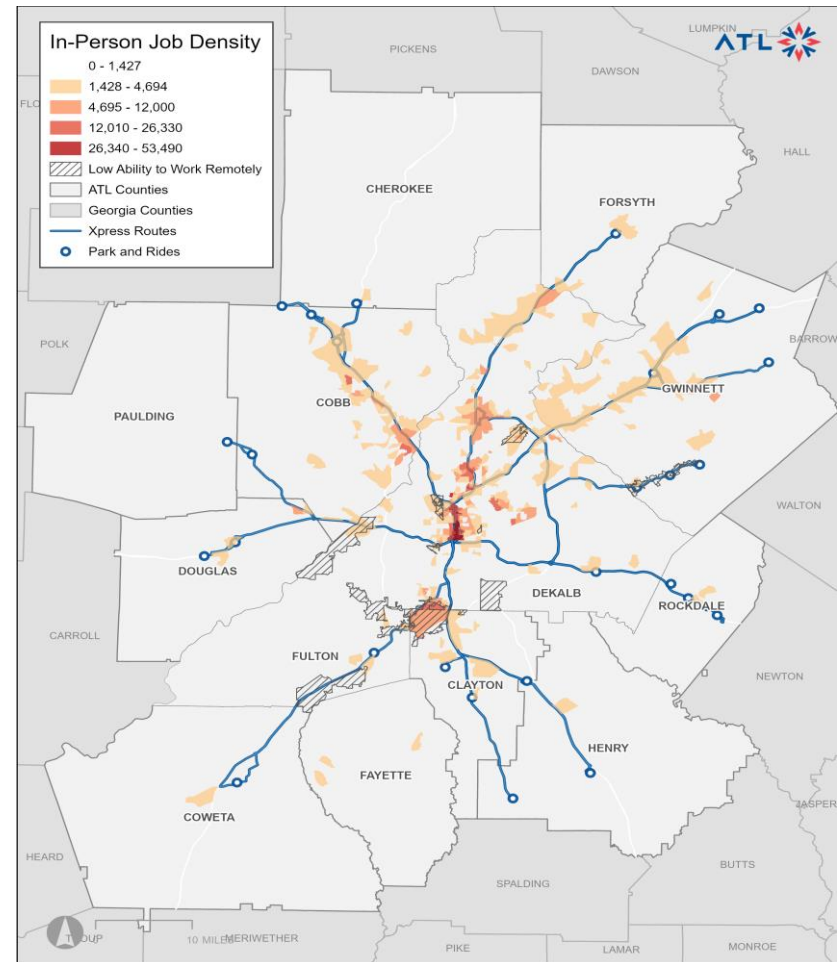 In-Person Job Density
0 - 1,427
1,428 - 4,694
4,695 - 12,000
12,010 - 26,330
26,340 - 53,490
Low Ability to Work Remotely
ATL Counties
Georgia Counties
Xpress Routes
Park and Rides
ATL
LUMPKIN
PICKENS
DAWSON
FLO
HALL
CHEROKEE
FORSYTH
BARROW
POLK
GWINNETT
COBB
PAULDING
WALTON
DOUGLAS
DEKALB
ROCKDALE
CARROLL
FULTON
NEWTON
CLAYTON
HENRY
FAYETTE
COWETA
JASPER
HEARD
BUTTS
SPALDING
10 MILES
MERIWETHER
PIKE
LAMAR
MONROE